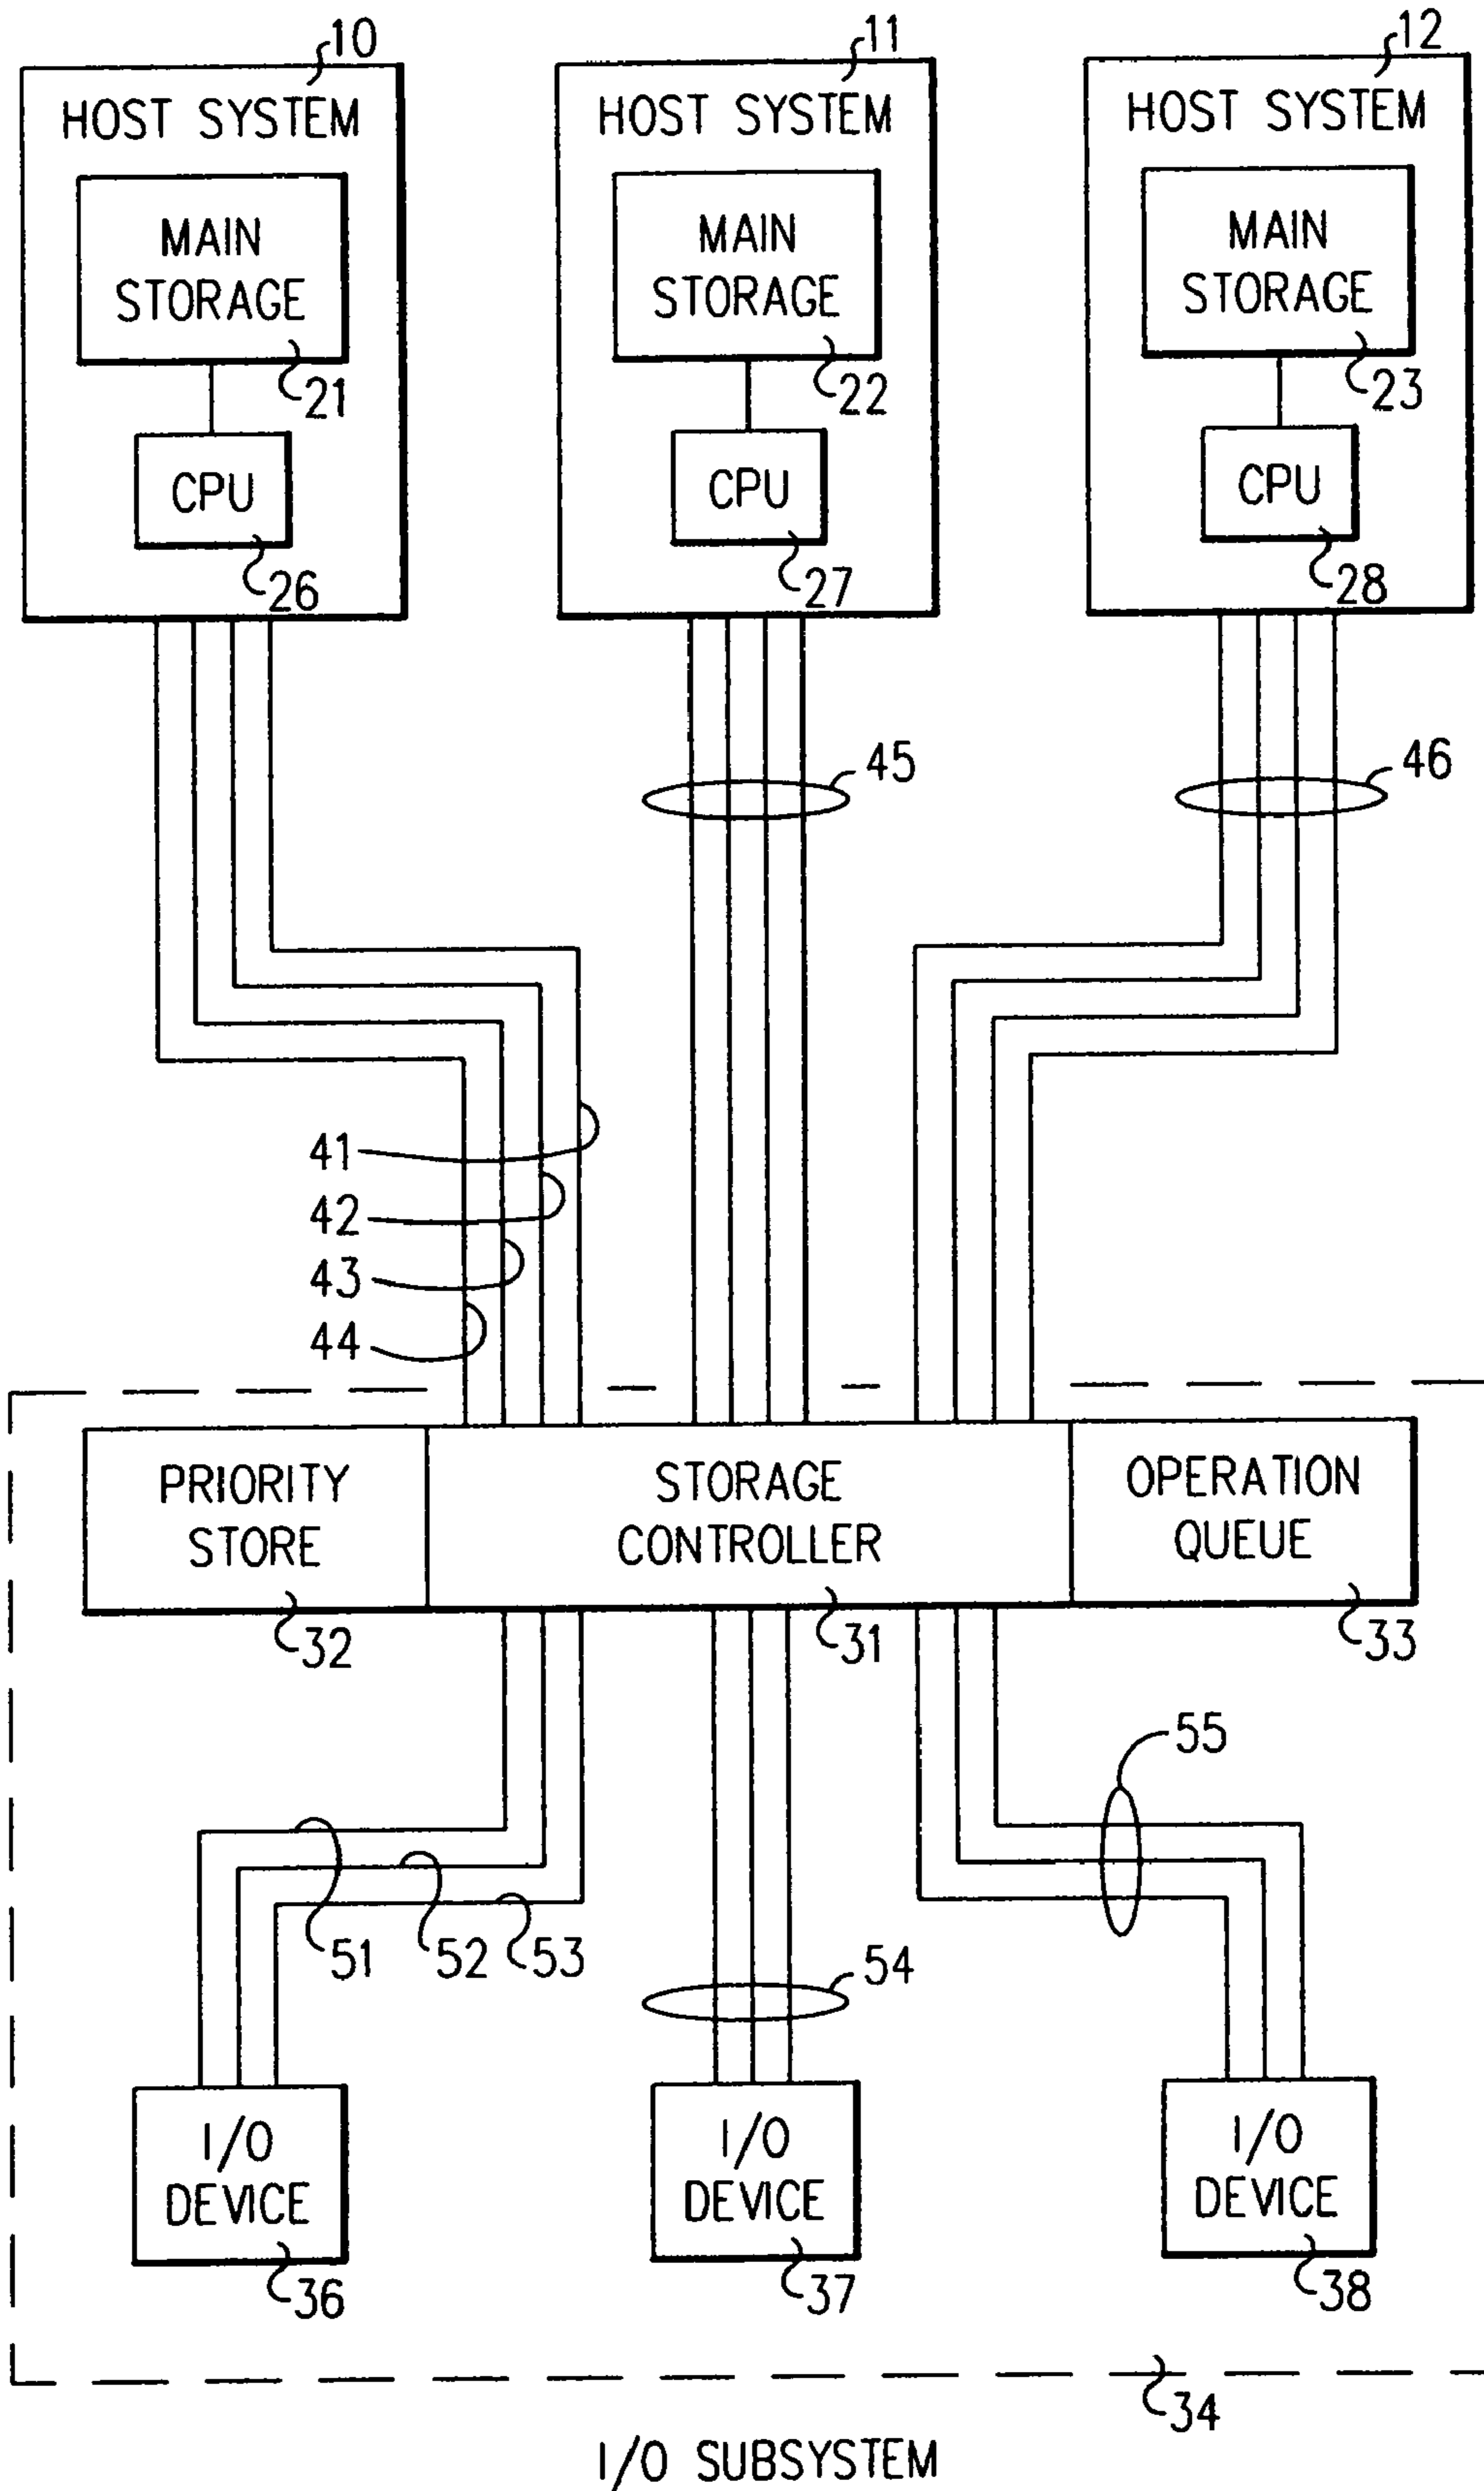 10
11
12
HOST SYSTEM
HOST SYSTEM
HOST SYSTEM
MAIN
STORAGE
MAIN
STORAGE
MAIN
STORAGE
21
22
23
CPU
CPU
CPU
26
27
28
45
46
41
42
43
44
PRIORITY
STORE
STORAGE
CONTROLLER
OPERATION
QUEUE
32
31
33
55
51
52
53
54
I/O
DEVICE
I/O
DEVICE
I/O
DEVICE
36
37
38
34
I/O SUBSYSTEM